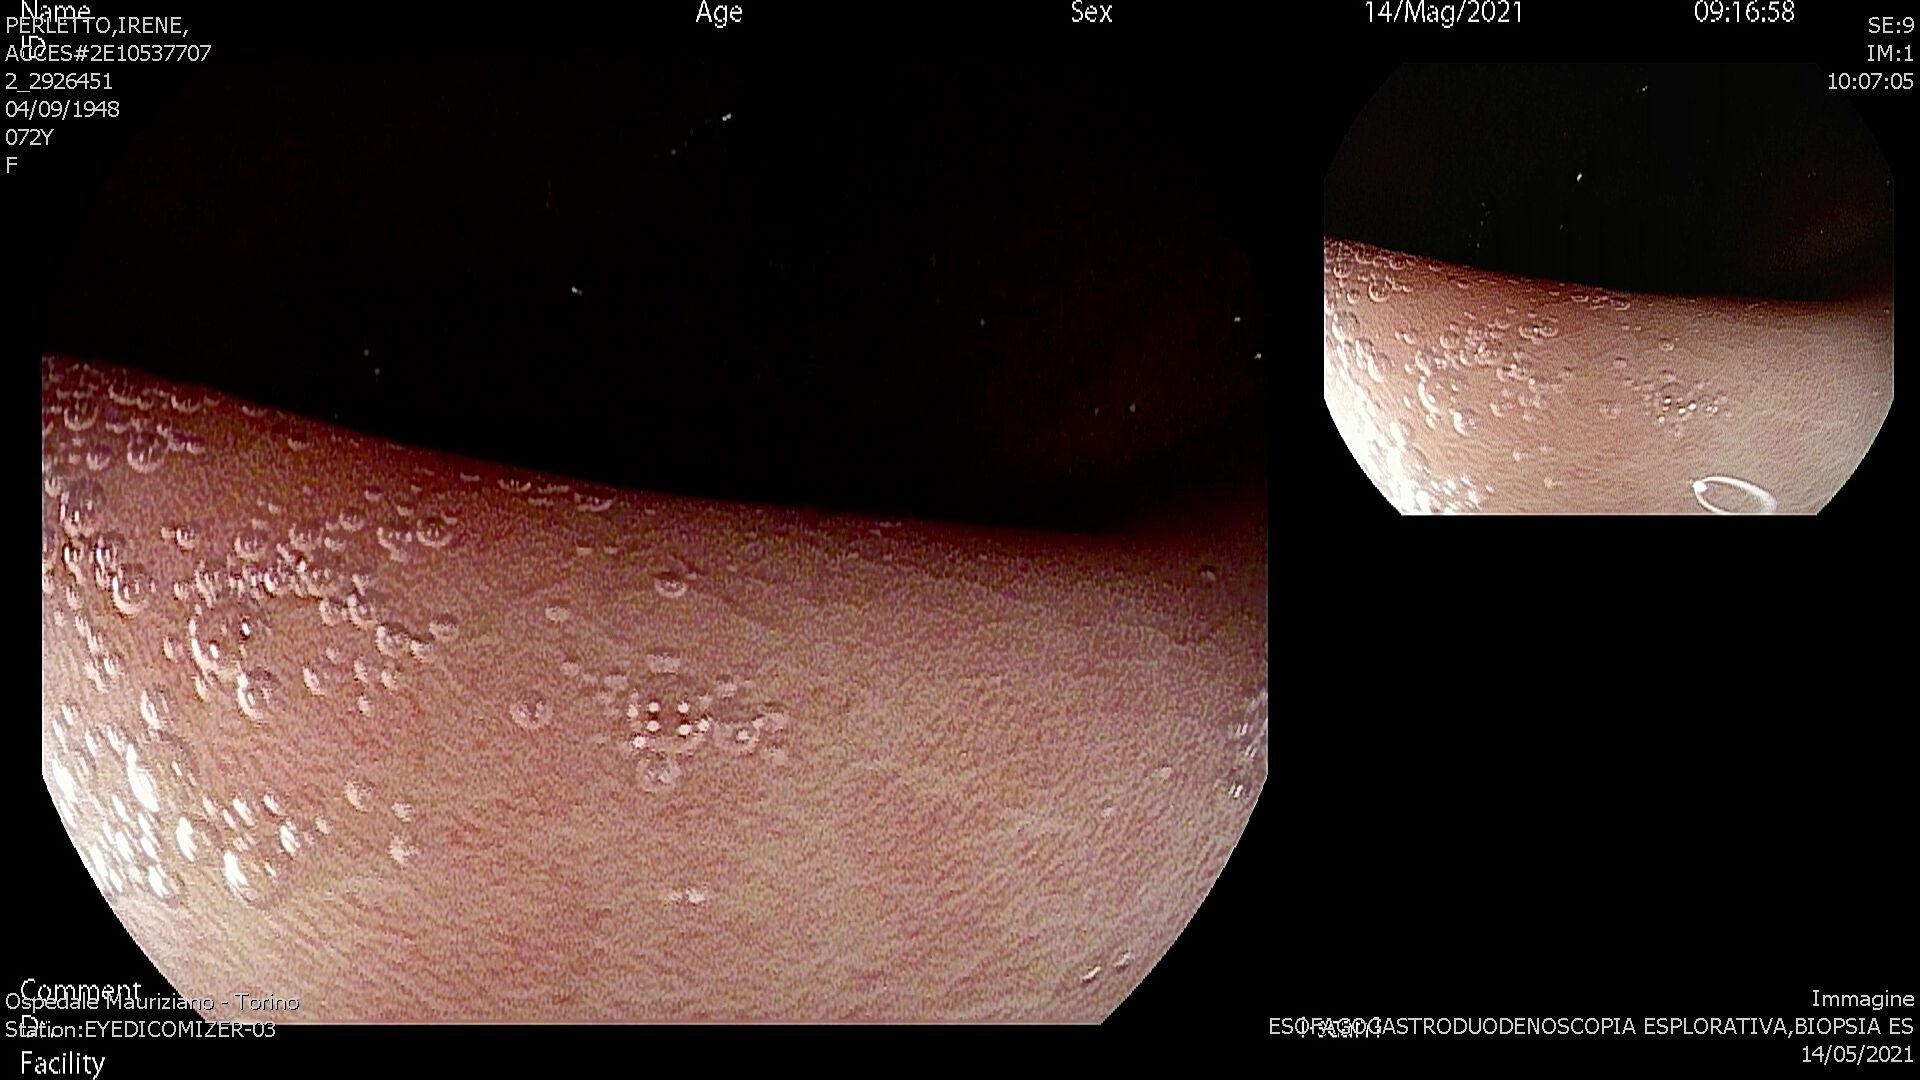 Name Age Sex 14/Mag/2021 09:16:58
PERLETTO,IRENE, SE:9
ID
ACCES#2E10537707 IM:1
2_2926451 10:07:05
04/09/1948
072Y
F
Comment
Ospedale Mauriziano - Torino Immagine
Dr.
Station:EYEDICOMIZER-03 ESOFAGOGASTRODUODENOSCOPIA ESPLORATIVA,BIOPSIA ES
14/05/2021
Facility